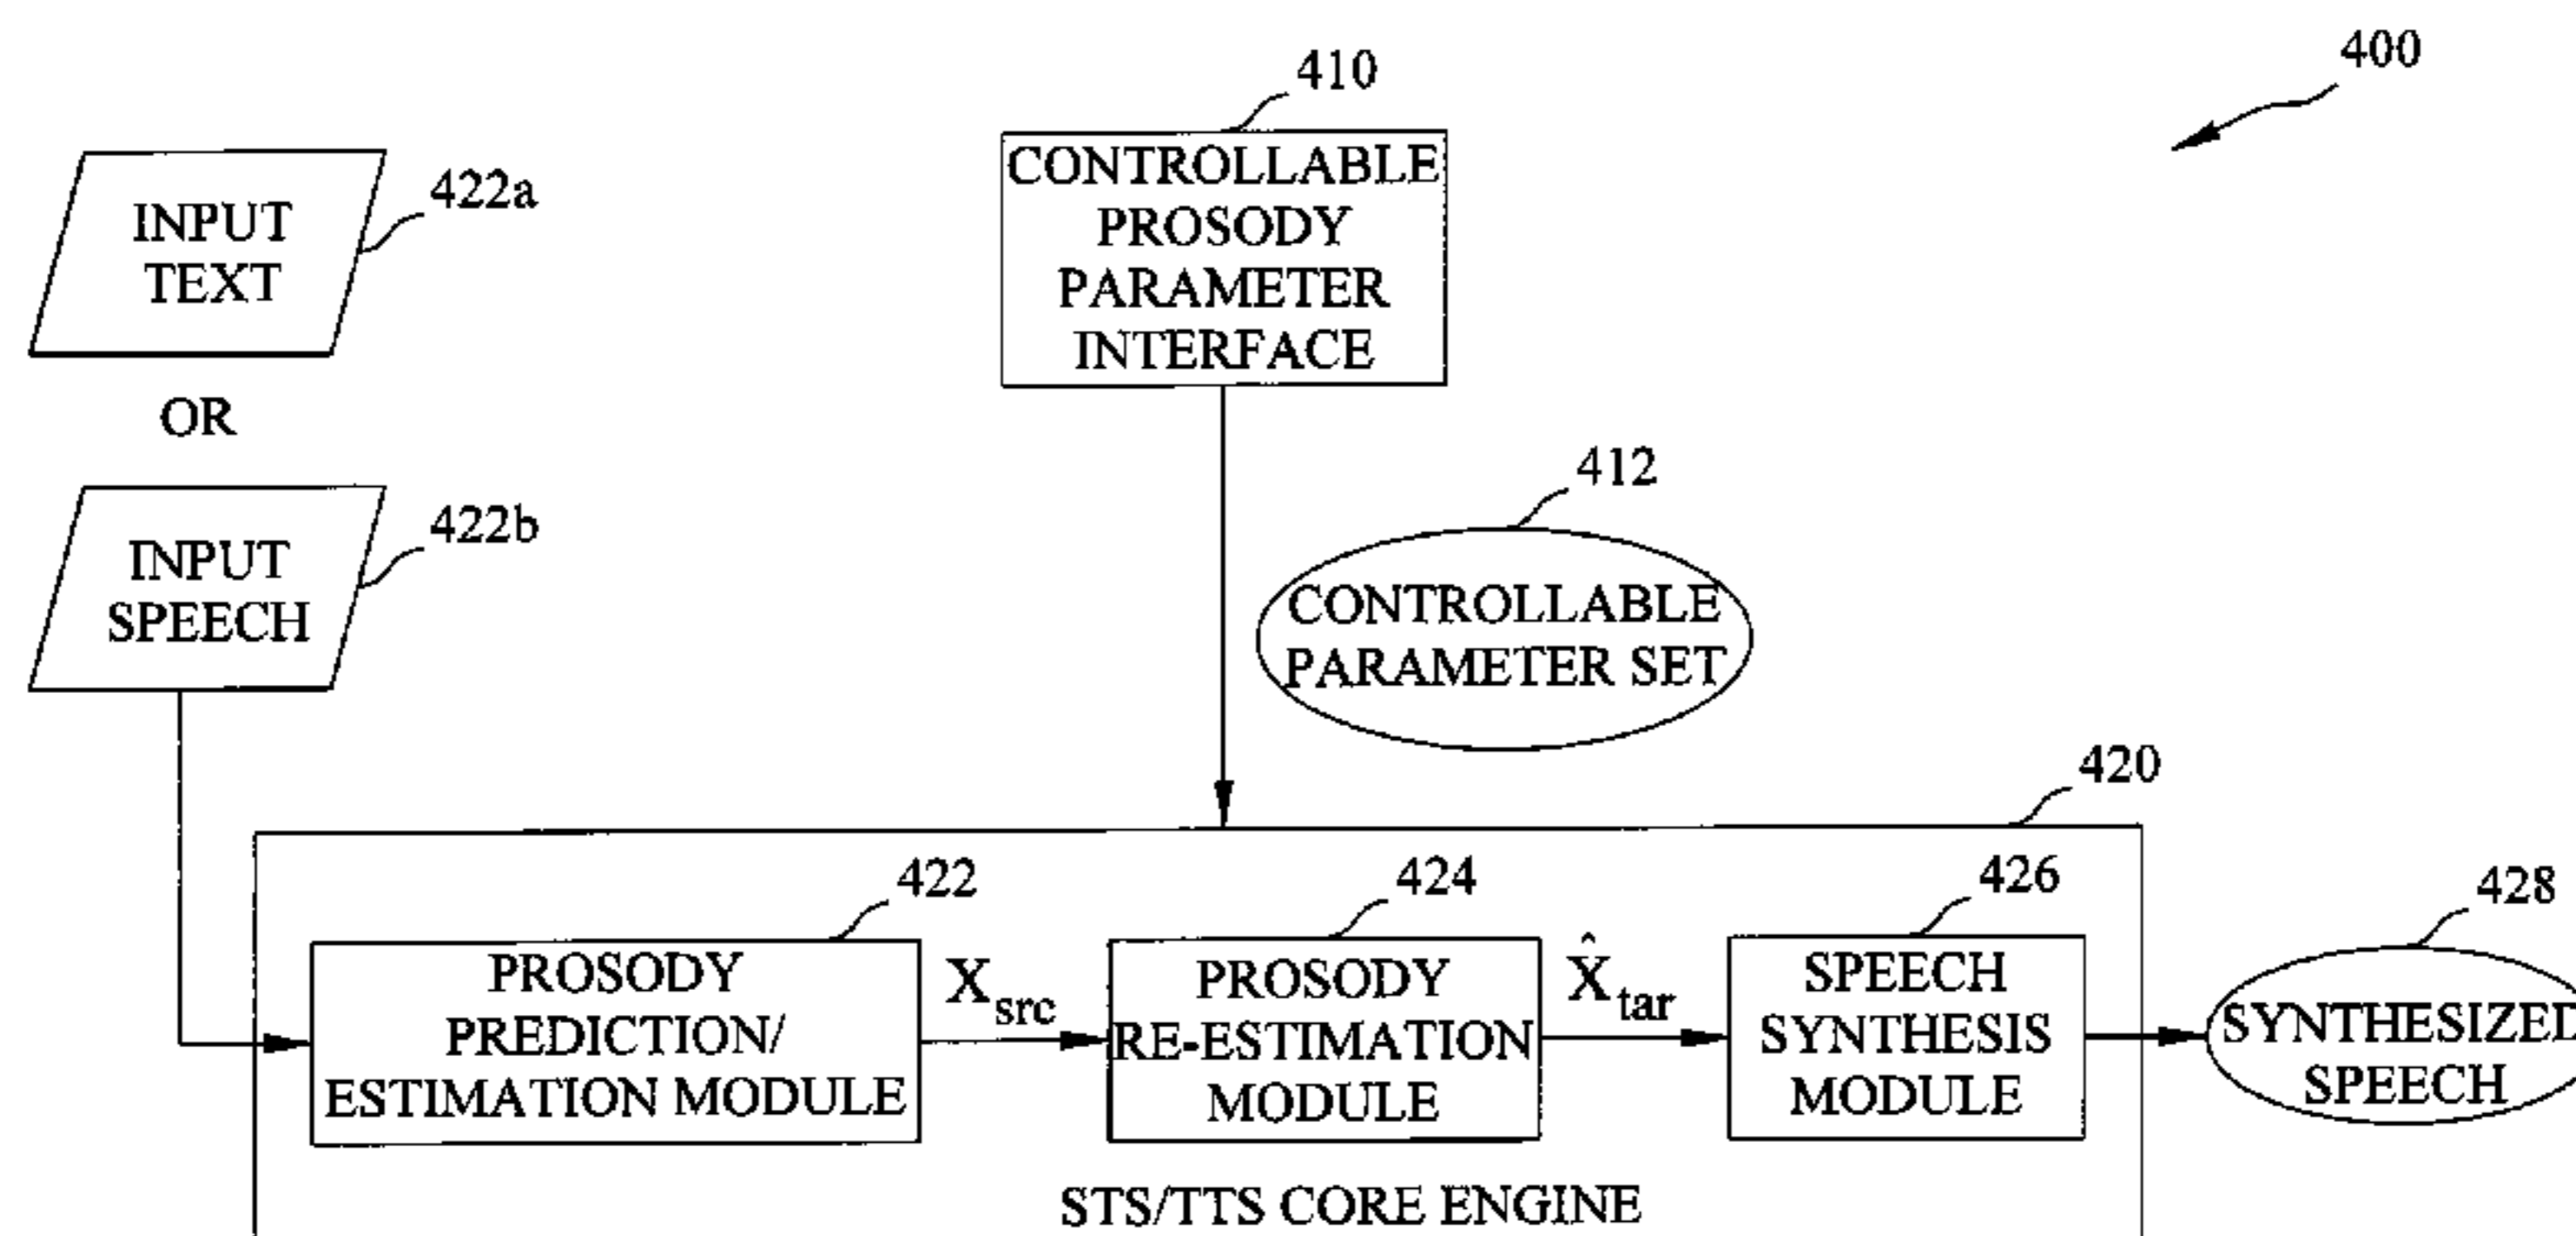 400
410
CONTROLLABLE
PROSODY
PARAMETER
INTERFACE
422a
INPUT
TEXT
OR
422b
INPUT
SPEECH
412
CONTROLLABLE
PARAMETER SET
420
422
PROSODY
PREDICTION/
ESTIMATION MODULE
X_src
424
PROSODY
RE-ESTIMATION
MODULE
X̂_tar
426
SPEECH
SYNTHESIS
MODULE
428
SYNTHESIZED
SPEECH
STS/TTS CORE ENGINE